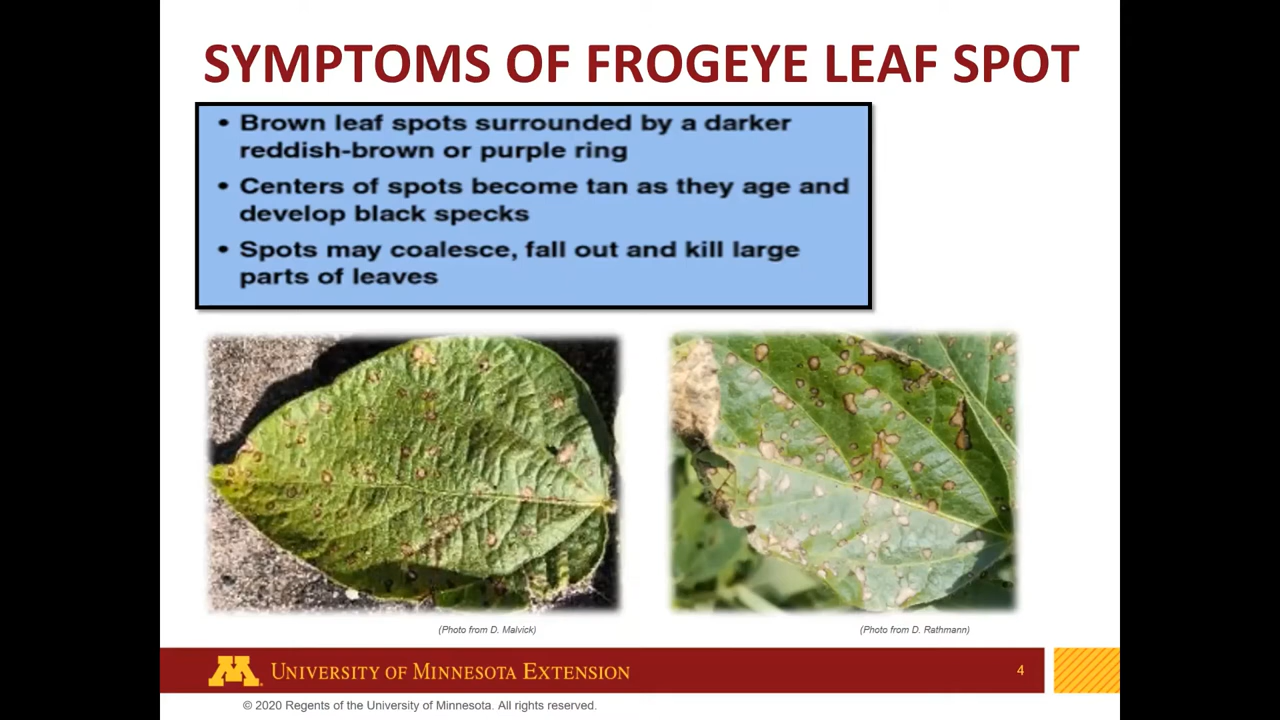 SYMPTOMS OF FROGEYE LEAF SPOT
• Brown leaf spots surrounded by a darker
reddish-brown or purple ring
• Centers of spots become tan as they age and
develop black specks
• Spots may coalesce, fall out and kill large
parts of leaves
(Photo from D. Malvick)
(Photo from D. Rathmann)
M UNIVERSITY OF MINNESOTA EXTENSION
4
© 2020 Regents of the University of Minnesota. All rights reserved.